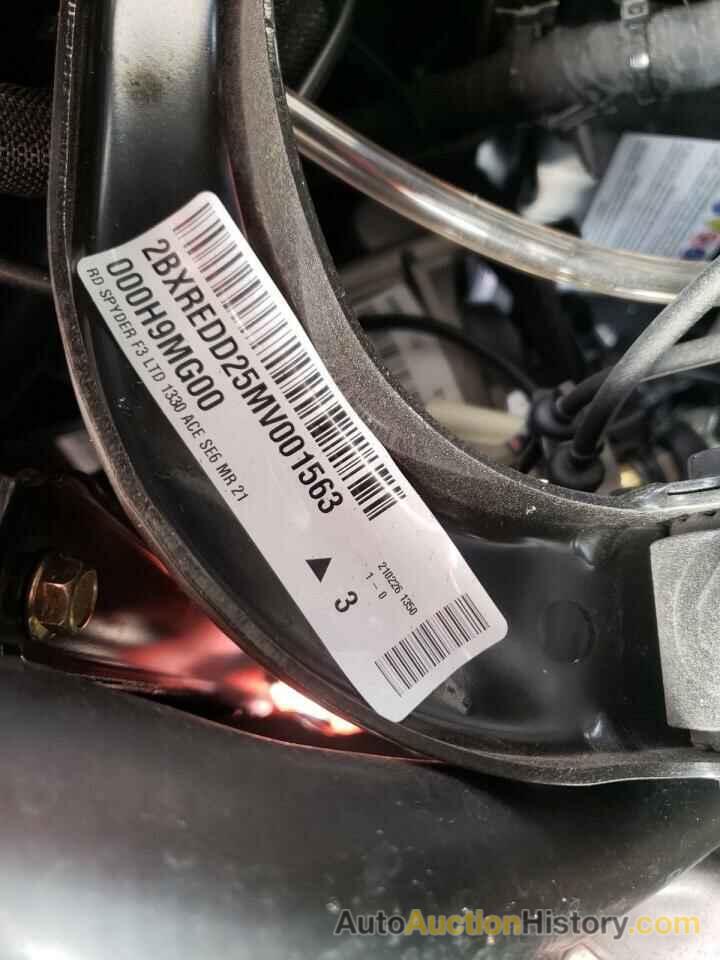 2BXREDD25MV001563
000H9MG00
RD SPYDER F3 LTD 1330 ACE SE6 MR 21
▲ 3
210226 1350
1 - 0
AutoAuctionHistory.com